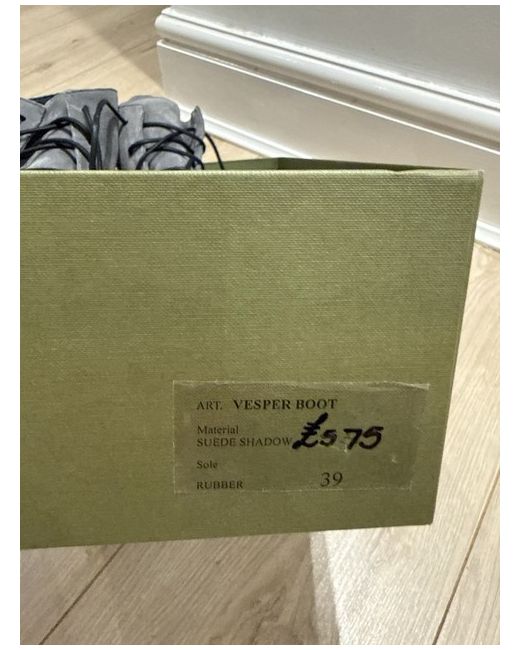 ART. VESPER BOOT
Material
SUEDE SHADOW £575
Sole
RUBBER 39